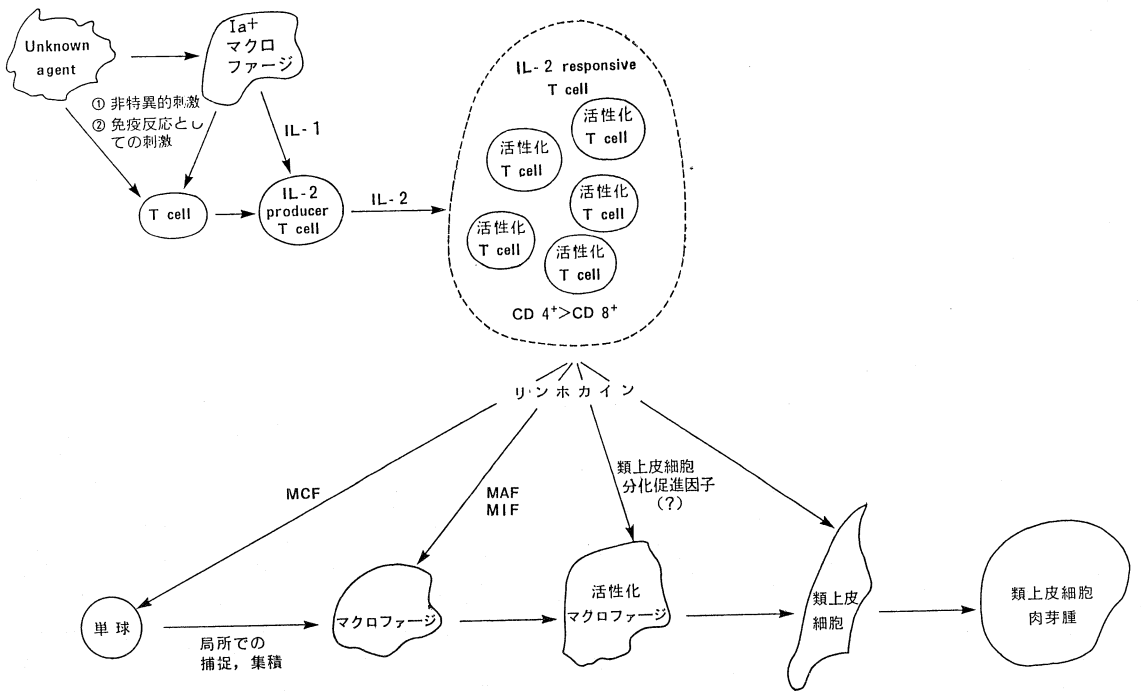 Unknown
agent
Ia+
マクロ
ファージ
① 非特異的刺激
② 免疫反応とし
ての刺激
IL-1
T cell
IL-2
producer
T cell
IL-2
IL-2 responsive
T cell
活性化
T cell
活性化
T cell
活性化
T cell
活性化
T cell
活性化
T cell
CD 4+>CD 8+
リンホカイン
MCF
MAF
MIF
類上皮細胞
分化促進因子
(?)
単球
局所での
捕捉,集積
マクロファージ
活性化
マクロファージ
類上皮
細胞
類上皮細胞
肉芽腫